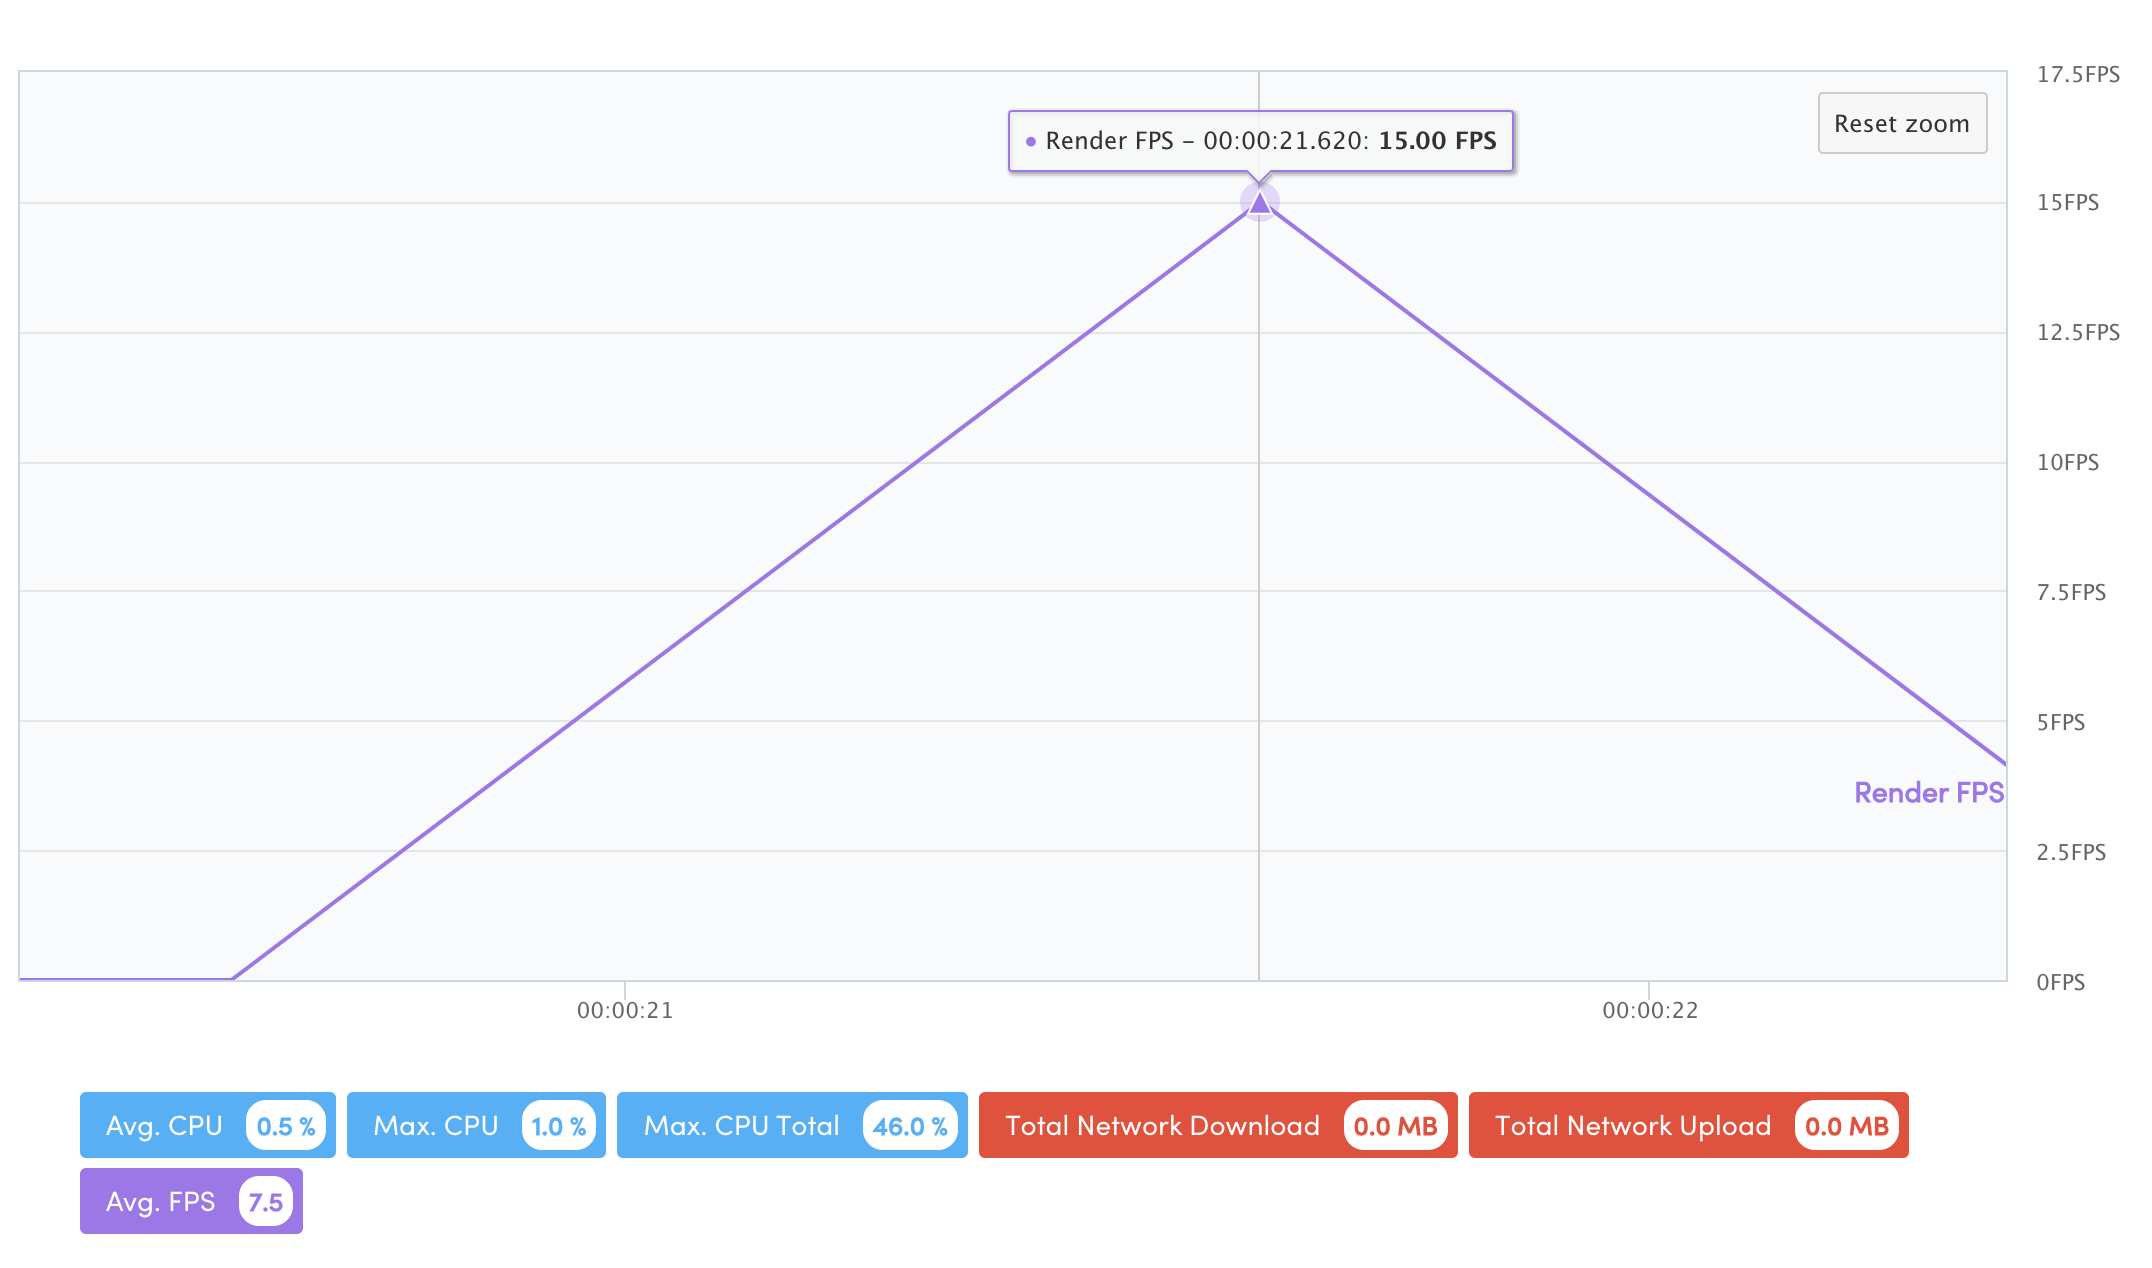 17.5FPS
Render FPS – 00:00:21.620: 15.00 FPS
Reset zoom
15FPS
12.5FPS
10FPS
7.5FPS
5FPS
Render FPS
2.5FPS
0FPS
00:00:21
00:00:22
Avg. CPU 0.5 %
Max. CPU 1.0 %
Max. CPU Total 46.0 %
Total Network Download 0.0 MB
Total Network Upload 0.0 MB
Avg. FPS 7.5